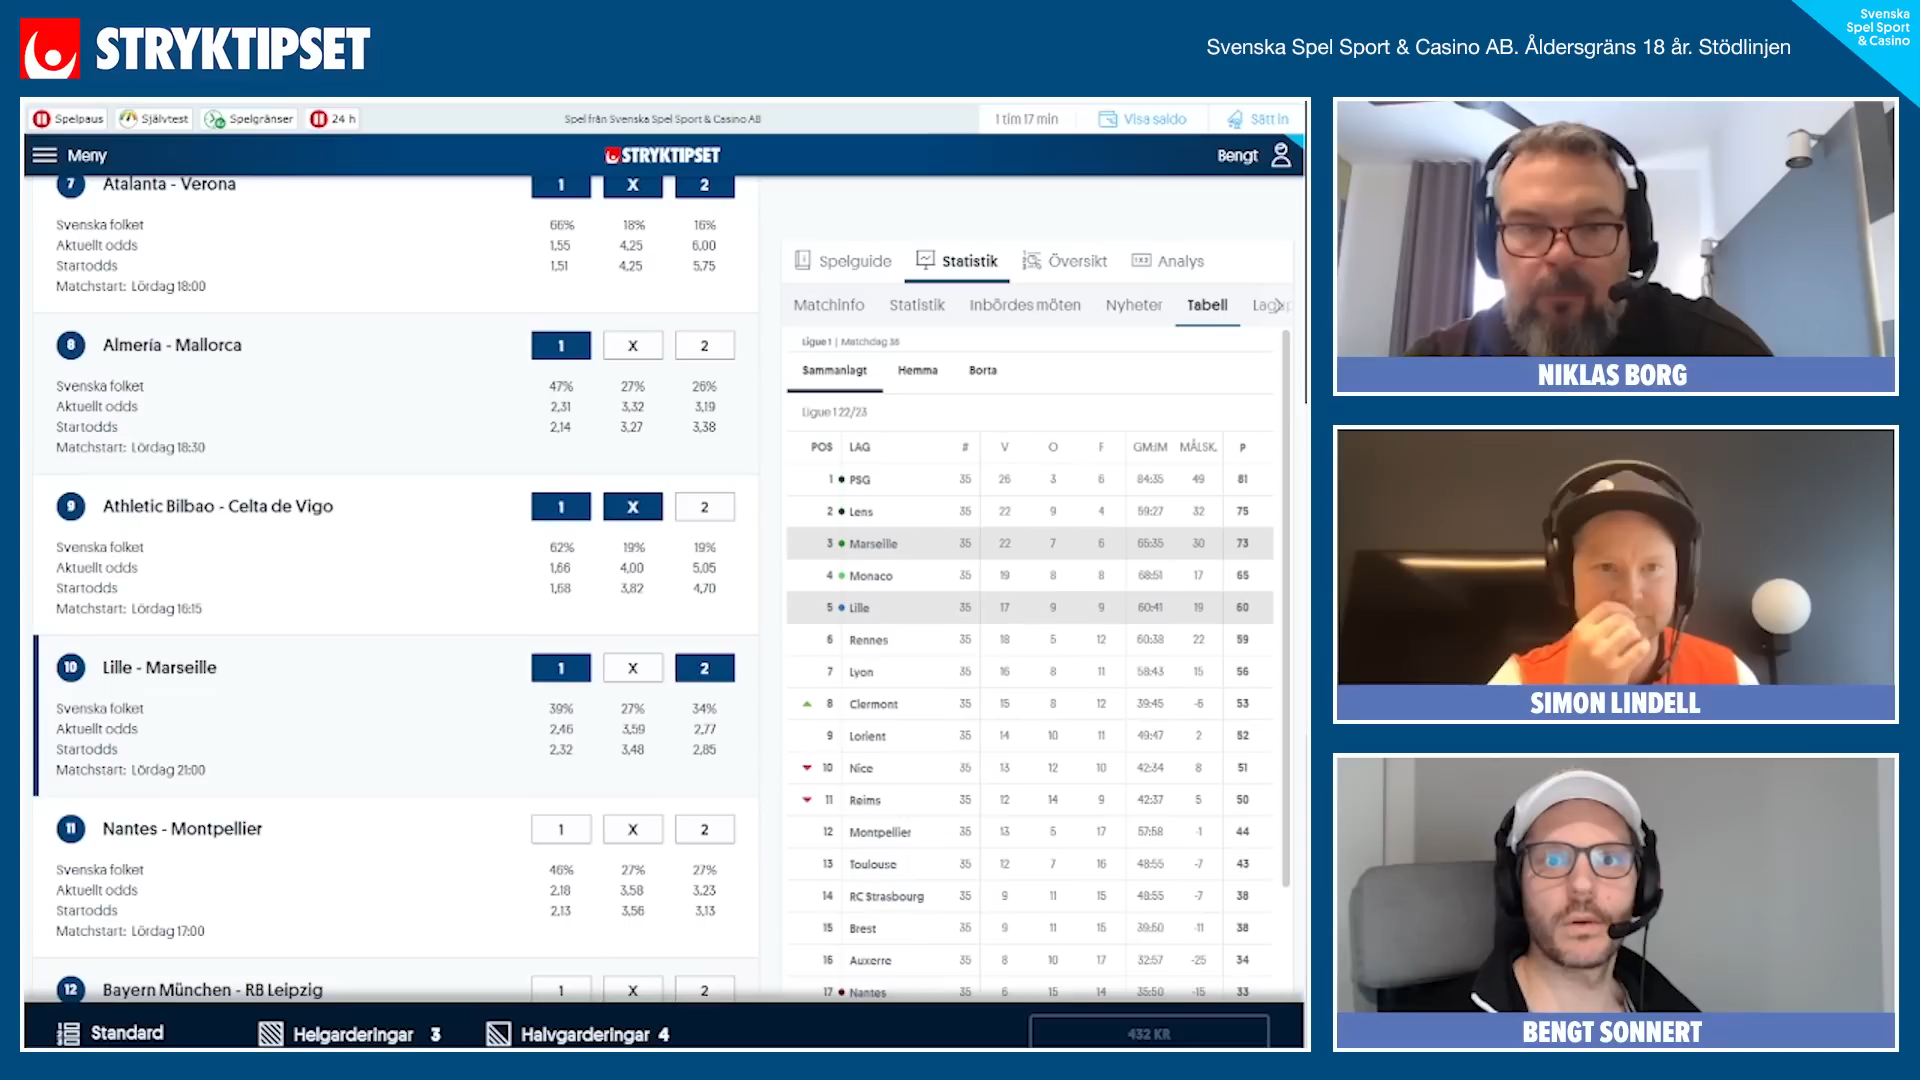 STRYKTIPSET
Svenska Spel Sport & Casino AB. Åldersgräns 18 år. Stödlinjen
Svenska
Spel Sport
& Casino
Spelpaus Självtest Spelgränser 24 h
Spel från Svenska Spel Sport & Casino AB
1 tim 17 min Visa saldo Sätt in
Meny STRYKTIPSET Bengt
7 Atalanta - Verona 1 X 2
Svenska folket 66% 18% 16%
Aktuellt odds 1,55 4,25 6,00
Startodds 1,51 4,25 5,75
Matchstart: Lördag 18:00
8 Almería - Mallorca 1 X 2
Svenska folket 47% 27% 26%
Aktuellt odds 2,31 3,32 3,19
Startodds 2,14 3,27 3,38
Matchstart: Lördag 18:30
9 Athletic Bilbao - Celta de Vigo 1 X 2
Svenska folket 62% 19% 19%
Aktuellt odds 1,66 4,00 5,05
Startodds 1,68 3,82 4,70
Matchstart: Lördag 16:15
10 Lille - Marseille 1 X 2
Svenska folket 39% 27% 34%
Aktuellt odds 2,46 3,59 2,77
Startodds 2,32 3,48 2,85
Matchstart: Lördag 21:00
11 Nantes - Montpellier 1 X 2
Svenska folket 46% 27% 27%
Aktuellt odds 2,18 3,58 3,23
Startodds 2,13 3,56 3,13
Matchstart: Lördag 17:00
12 Bayern München - RB Leipzig 1 X 2
Standard Helgarderingar 3 Halvgarderingar 4 432 KR
Spelguide Statistik Översikt Analys
Matchinfo Statistik Inbördes möten Nyheter Tabell
Ligue 1 | Matchdag 36
Sammanlagt Hemma Borta
Ligue 1 22/23
POS LAG # V O F GM:IM MÅLSK. P
1 PSG 35 26 3 6 84:35 49 81
2 Lens 35 22 9 4 59:27 32 75
3 Marseille 35 22 7 6 65:35 30 73
4 Monaco 35 19 8 8 68:51 17 65
5 Lille 35 17 9 9 60:41 19 60
6 Rennes 35 18 5 12 60:38 22 59
7 Lyon 35 16 8 11 58:43 15 56
8 Clermont 35 15 8 12 39:45 -6 53
9 Lorient 35 14 10 11 49:47 2 52
10 Nice 35 13 12 10 42:34 8 51
11 Reims 35 12 14 9 42:37 5 50
12 Montpellier 35 13 5 17 57:58 -1 44
13 Toulouse 35 12 7 16 48:55 -7 43
14 RC Strasbourg 35 9 11 15 48:55 -7 38
15 Brest 35 9 11 15 39:50 -11 38
16 Auxerre 35 8 10 17 32:57 -25 34
17 Nantes 35 6 15 14 35:50 -15 33
NIKLAS BORG
SIMON LINDELL
BENGT SONNERT